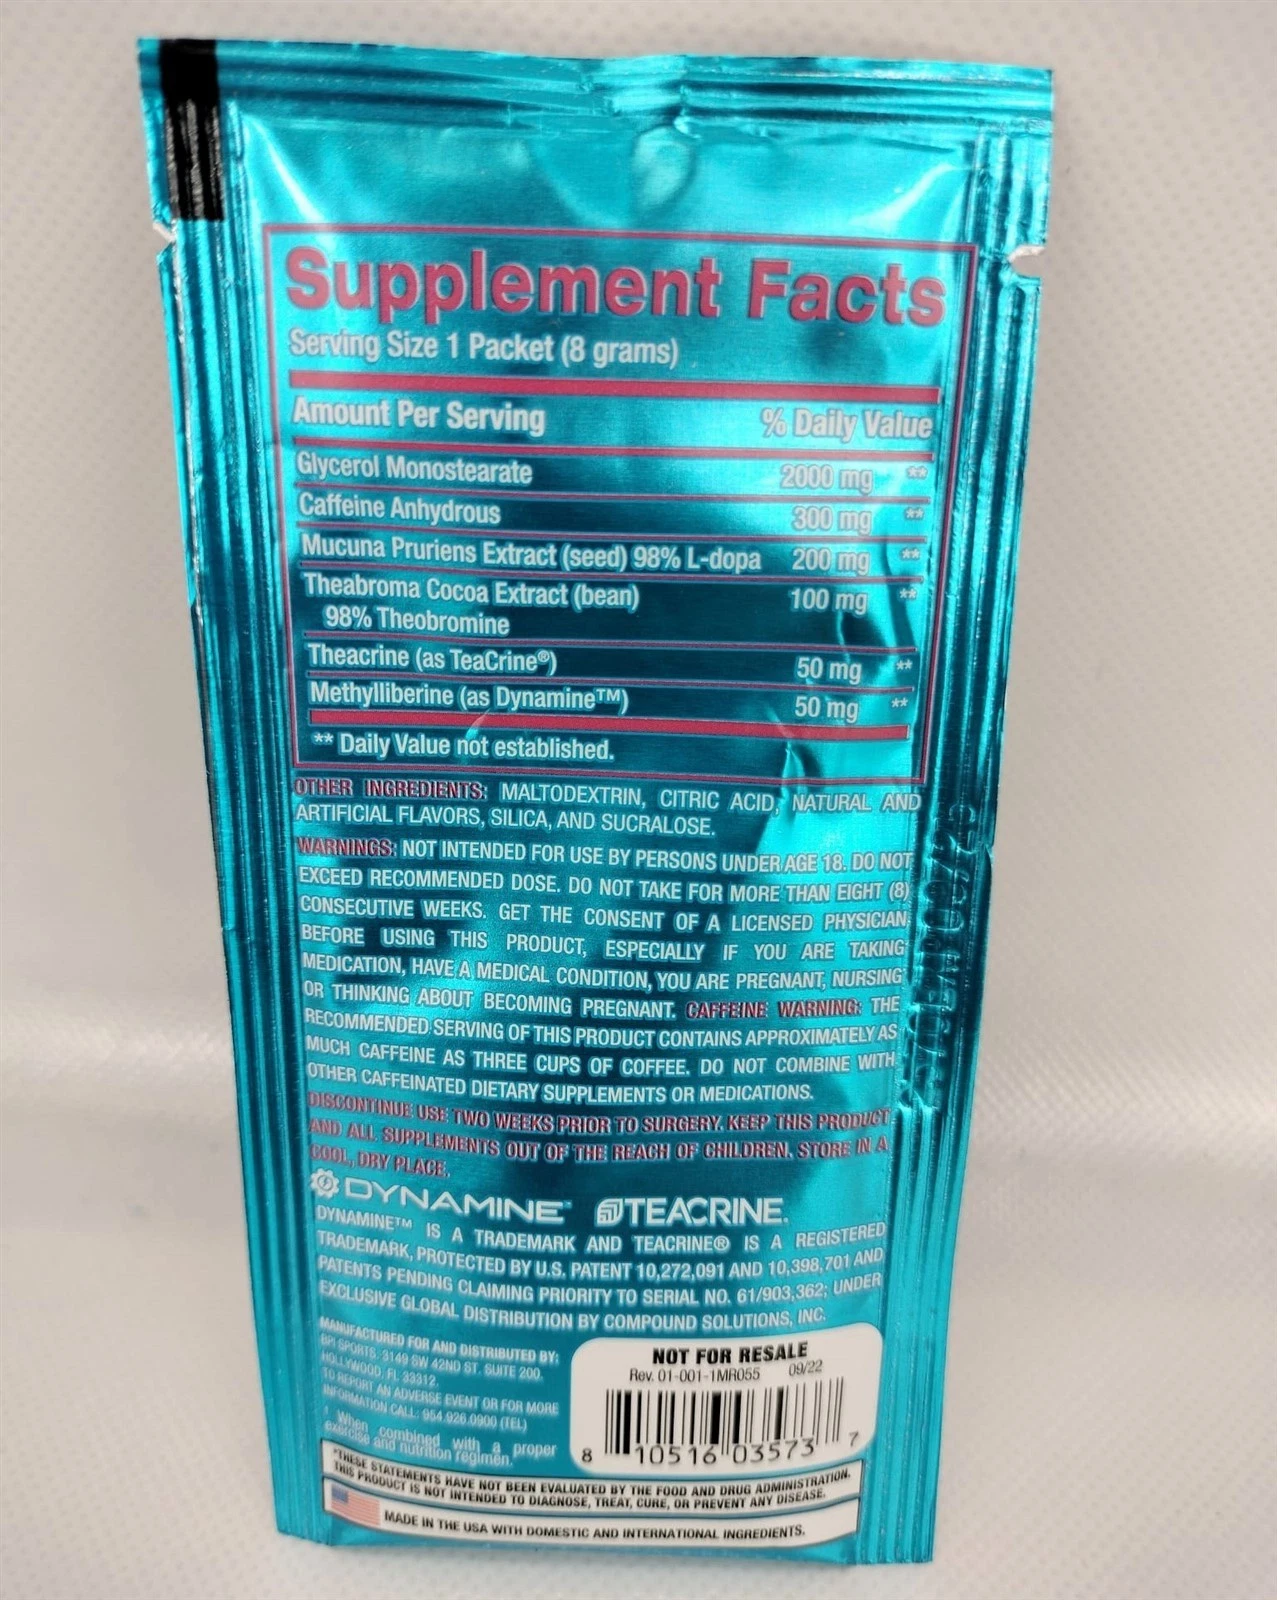 Supplement Facts
Serving Size 1 Packet (8 grams)
Amount Per Serving % Daily Value
Glycerol Monostearate 2000 mg **
Caffeine Anhydrous 300 mg **
Mucuna Pruriens Extract (seed) 98% L-dopa 200 mg **
Theabroma Cocoa Extract (bean) 100 mg **
98% Theobromine
Theacrine (as TeaCrine®) 50 mg **
Methylliberine (as Dynamine™) 50 mg **
** Daily Value not established.
OTHER INGREDIENTS: MALTODEXTRIN, CITRIC ACID, NATURAL AND
ARTIFICIAL FLAVORS, SILICA, AND SUCRALOSE.
WARNINGS: NOT INTENDED FOR USE BY PERSONS UNDER AGE 18. DO NOT
EXCEED RECOMMENDED DOSE. DO NOT TAKE FOR MORE THAN EIGHT (8)
CONSECUTIVE WEEKS. GET THE CONSENT OF A LICENSED PHYSICIAN
BEFORE USING THIS PRODUCT, ESPECIALLY IF YOU ARE TAKING
MEDICATION, HAVE A MEDICAL CONDITION, YOU ARE PREGNANT, NURSING
OR THINKING ABOUT BECOMING PREGNANT. CAFFEINE WARNING: THE
RECOMMENDED SERVING OF THIS PRODUCT CONTAINS APPROXIMATELY AS
MUCH CAFFEINE AS THREE CUPS OF COFFEE. DO NOT COMBINE WITH
OTHER CAFFEINATED DIETARY SUPPLEMENTS OR MEDICATIONS.
DISCONTINUE USE TWO WEEKS PRIOR TO SURGERY. KEEP THIS PRODUCT
AND ALL SUPPLEMENTS OUT OF THE REACH OF CHILDREN. STORE IN A
COOL, DRY PLACE.
DYNAMINE™ TEACRINE®
DYNAMINE™ IS A TRADEMARK AND TEACRINE® IS A REGISTERED
TRADEMARK, PROTECTED BY U.S. PATENT 10,272,091 AND 10,398,701 AND
PATENTS PENDING CLAIMING PRIORITY TO SERIAL NO. 61/903,362; UNDER
EXCLUSIVE GLOBAL DISTRIBUTION BY COMPOUND SOLUTIONS, INC.
MANUFACTURED FOR AND DISTRIBUTED BY:
BPI SPORTS. 3149 SW 42ND ST. SUITE 200.
HOLLYWOOD, FL 33312.
TO REPORT AN ADVERSE EVENT OR FOR MORE
INFORMATION CALL: 954.926.0900 (TEL)
When combined with a proper
exercise and nutrition regimen.
NOT FOR RESALE
Rev. 01-001-1MR055 09/22
8 10516 03573 7
*THESE STATEMENTS HAVE NOT BEEN EVALUATED BY THE FOOD AND DRUG ADMINISTRATION.
THIS PRODUCT IS NOT INTENDED TO DIAGNOSE, TREAT, CURE, OR PREVENT ANY DISEASE.
MADE IN THE USA WITH DOMESTIC AND INTERNATIONAL INGREDIENTS.